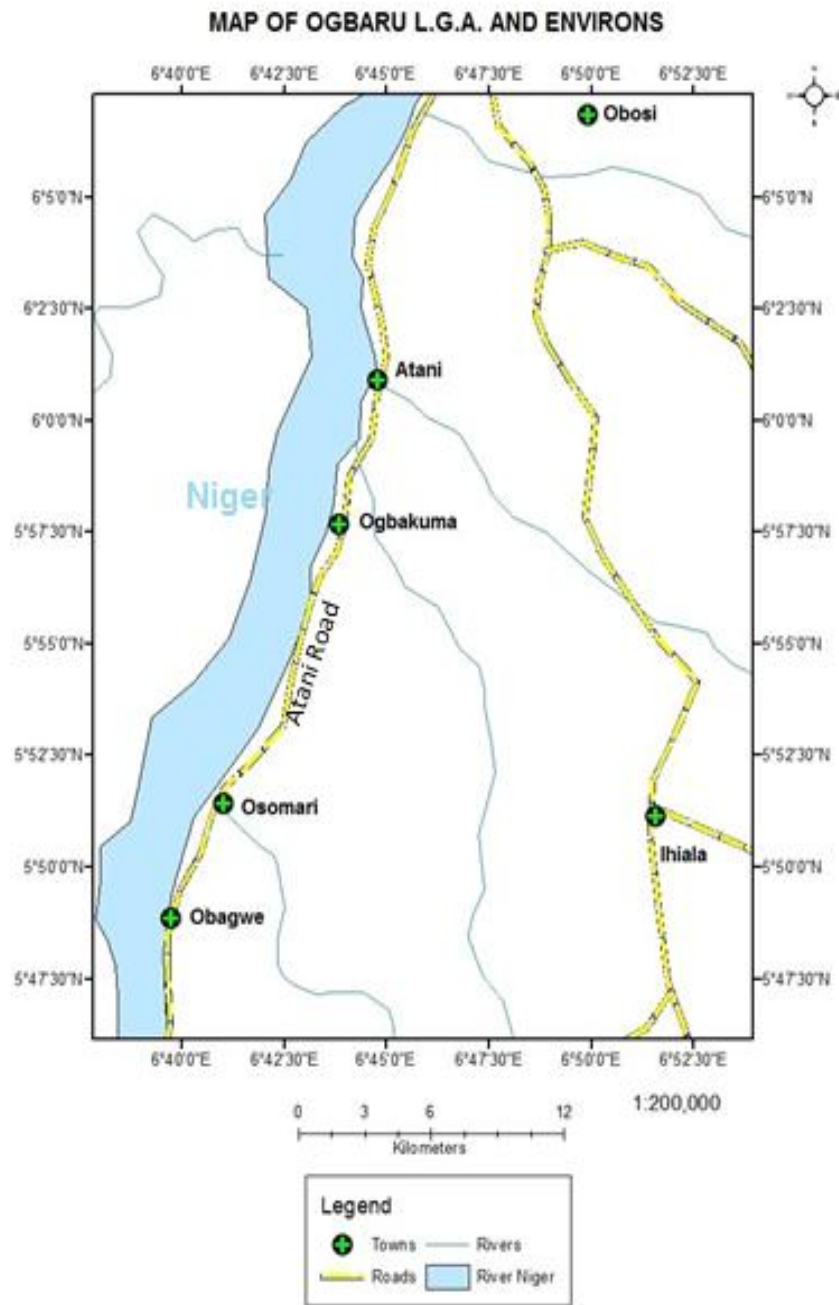 MAP OF OGBARU L.G.A. AND ENVIRONS
6°40'0"E 6°42'30"E 6°45'0"E 6°47'30"E 6°50'0"E 6°52'30"E
Obosi
6°5'0"N 6°5'0"N
6°2'30"N 6°2'30"N
Atani
6°0'0"N 6°0'0"N
Niger
Ogbakuma
5°57'30"N 5°57'30"N
Atani Road
5°55'0"N 5°55'0"N
5°52'30"N 5°52'30"N
Osomari
Ihiala
5°50'0"N 5°50'0"N
Obagwe
5°47'30"N 5°47'30"N
6°40'0"E 6°42'30"E 6°45'0"E 6°47'30"E 6°50'0"E 6°52'30"E
1:200,000
0 3 6 12
Kilometers
Legend
Towns Rivers
Roads River Niger